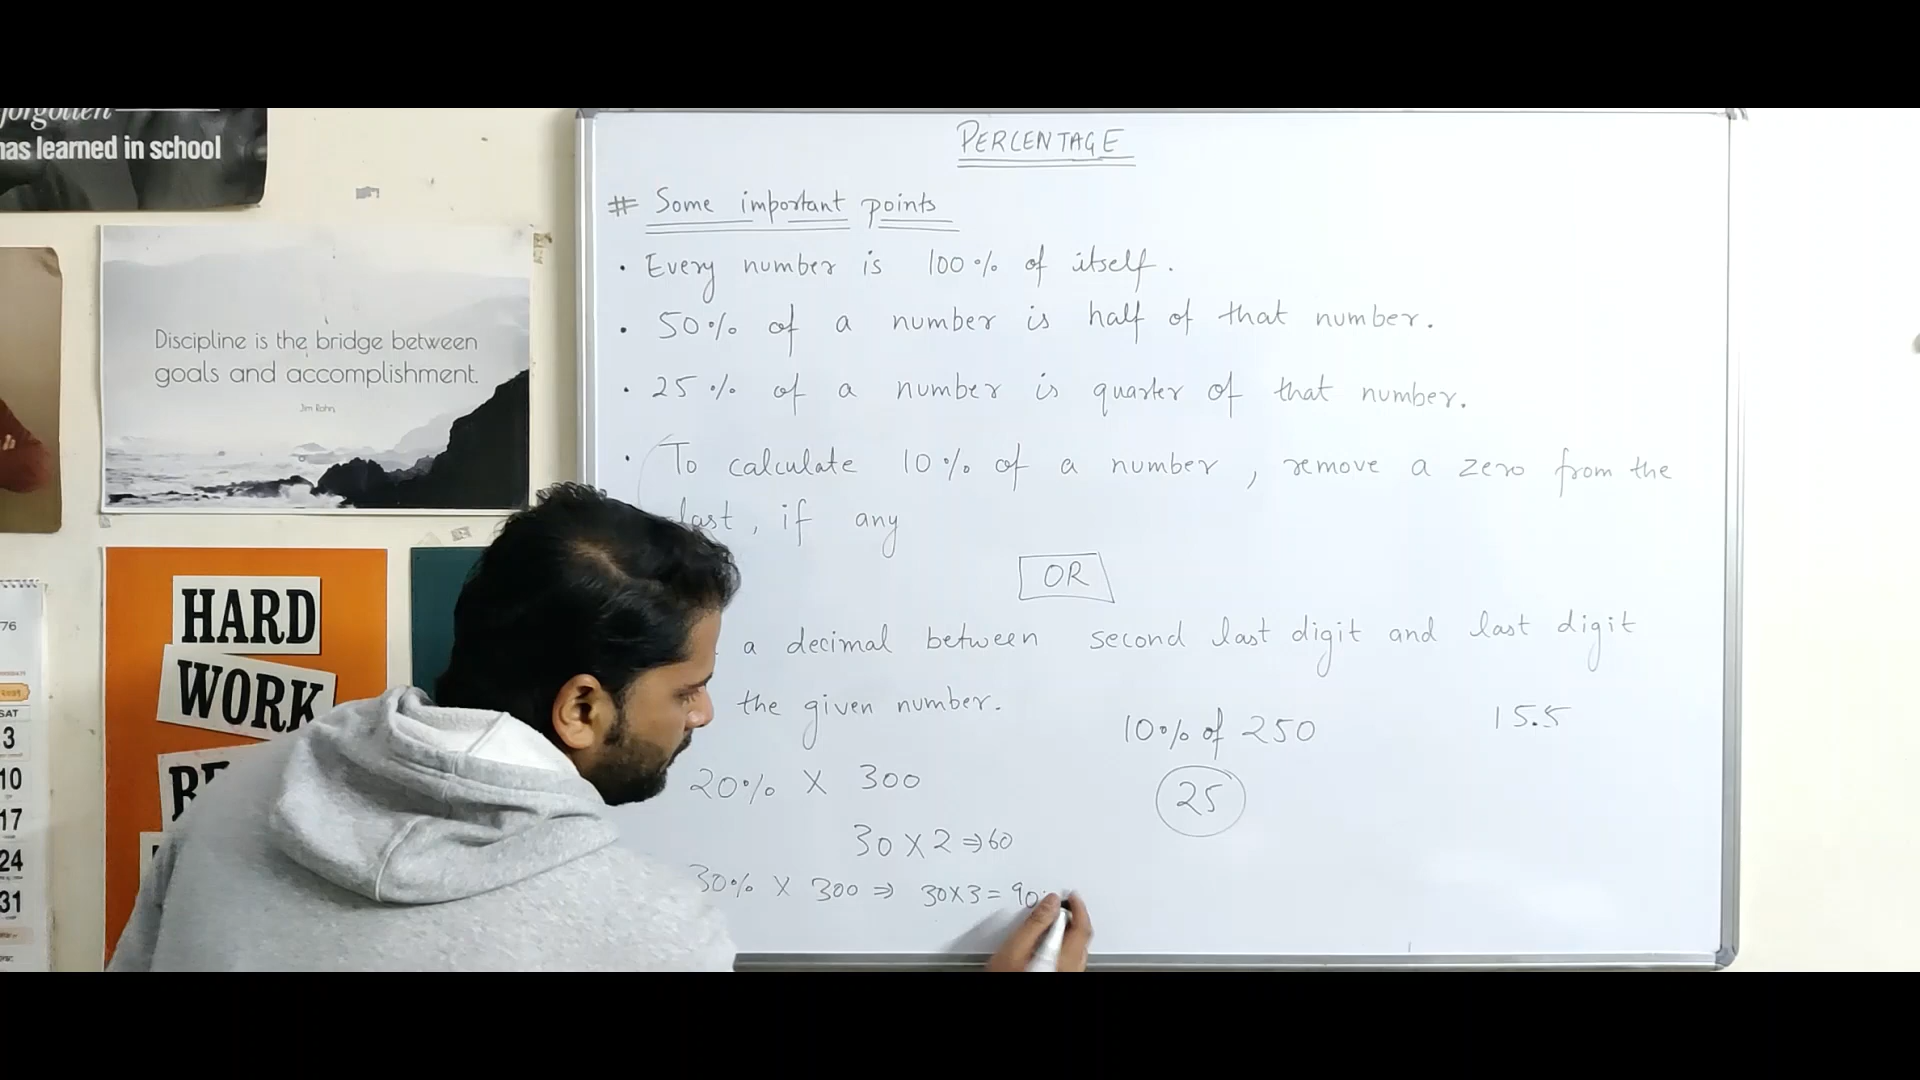 forgotten
has learned in school
Discipline is the bridge between
goals and accomplishment.
Jim Rohn
HARD
WORK
76
SAT
3
10
17
24
31
PERCENTAGE
# Some important points
• Every number is 100% of itself.
• 50% of a number is half of that number.
• 25% of a number is quarter of that number.
• To calculate 10% of a number, remove a zero from the
last, if any
OR
a decimal between second last digit and last digit
the given number.
10% of 250
15.5
20% X 300
25
30 X 2 ⇒ 60
30% X 300 ⇒ 30X3 = 90